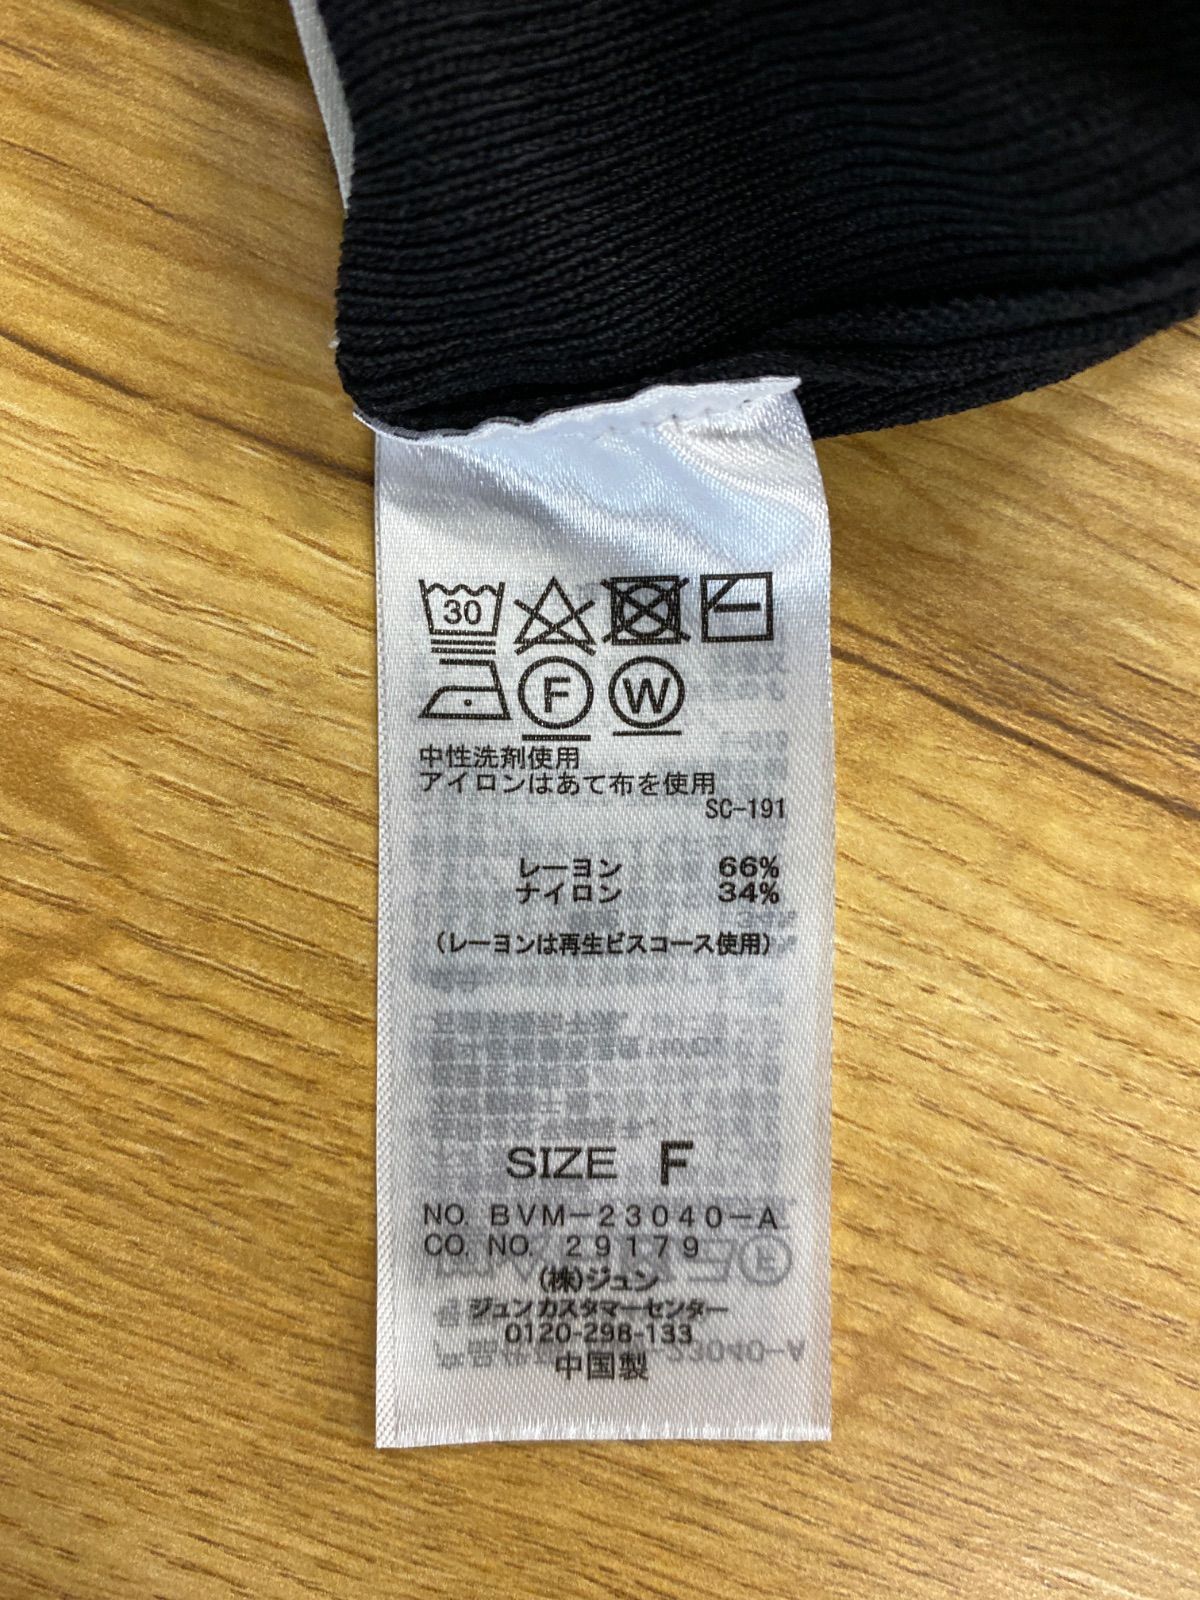 30
F W
中性洗剤使用
アイロンはあて布を使用
SC-191
レーヨン 66%
ナイロン 34%
(レーヨンは再生ビスコース使用)
SIZE F
NO. BVM-23040-A
CO. NO. 29179
(株)ジュン
ジュンカスタマーセンター
0120-298-133
中国製